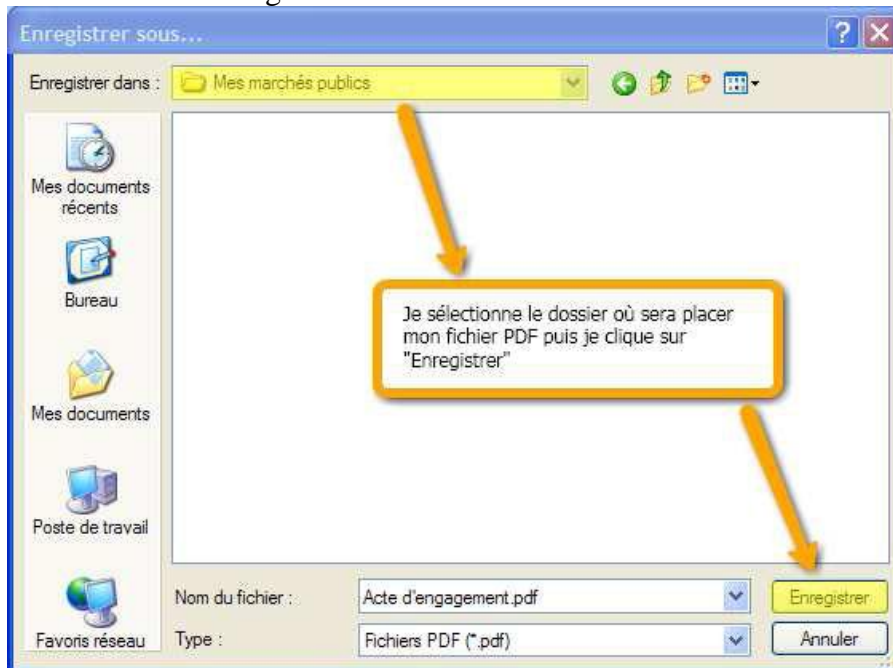 Enregistrer sous...
Enregistrer dans :
Mes marchés publics
Mes documents
récents
Bureau
Mes documents
Poste de travail
Favoris réseau
Je sélectionne le dossier où sera placer
mon fichier PDF puis je clique sur
"Enregistrer"
Nom du fichier :
Acte d'engagement.pdf
Enregistrer
Type :
Fichiers PDF (*.pdf)
Annuler